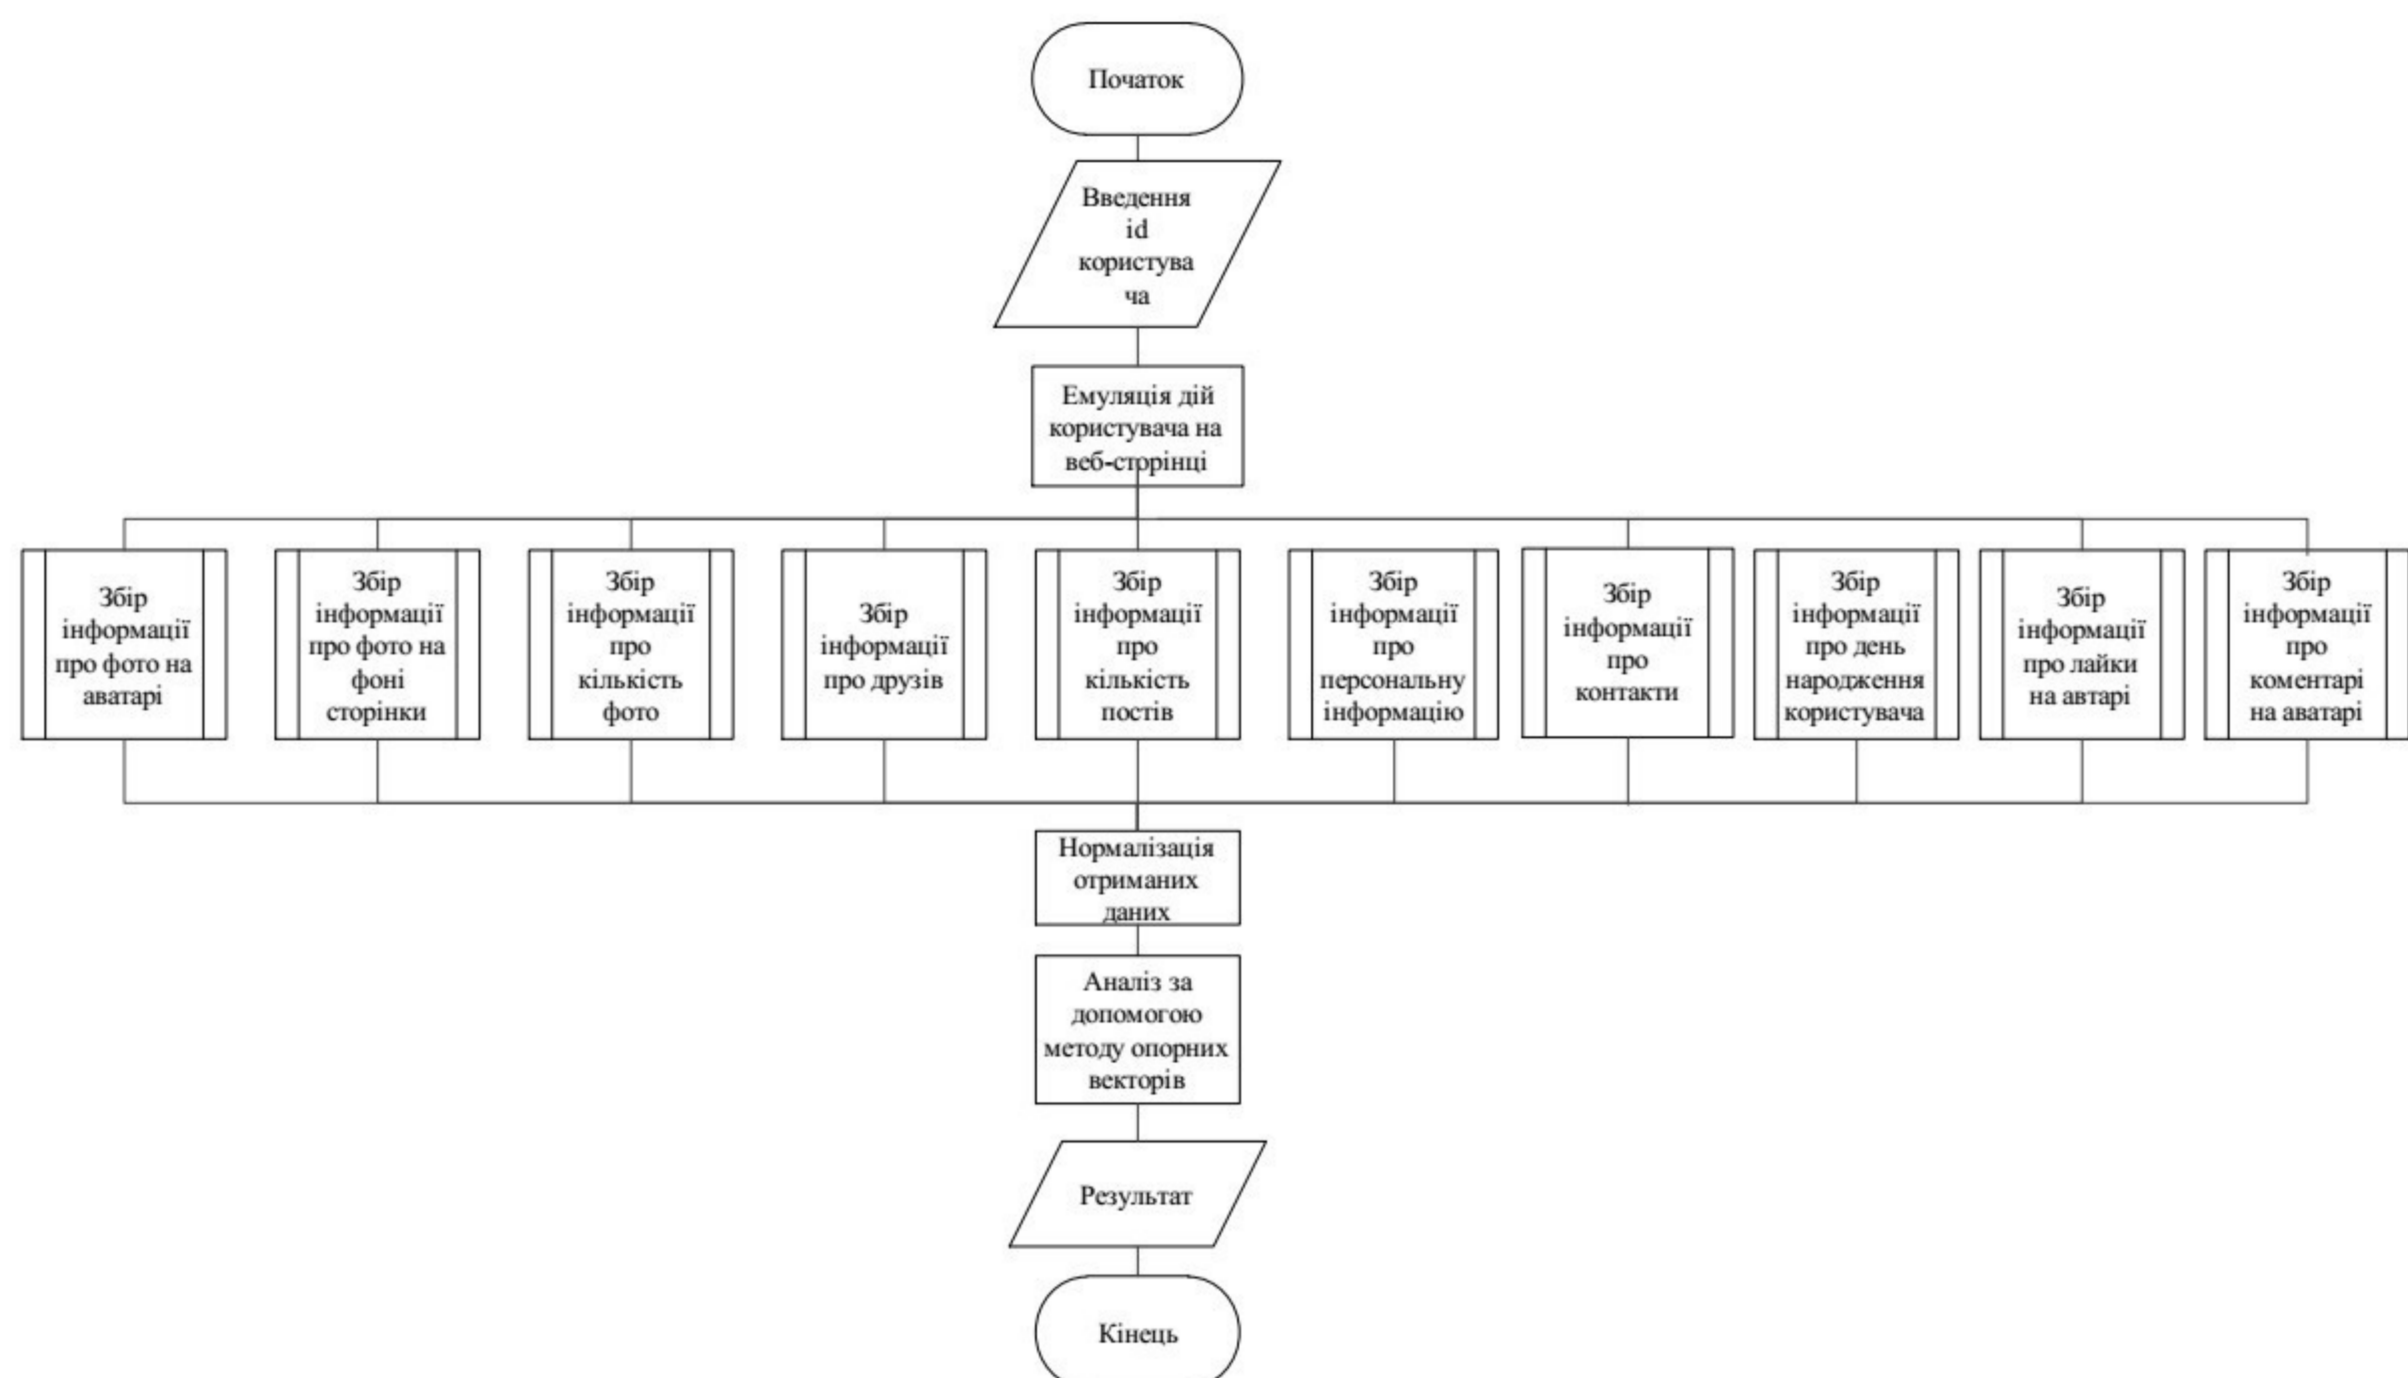 Початок
Введення
id
користува
ча
Емуляція дій
користувача на
веб-сторінці
Збір
інформації
про фото на
аватарі
Збір
інформації
про фото на
фоні
сторінки
Збір
інформації
про
кількість
фото
Збір
інформації
про друзів
Збір
інформації
про
кількість
постів
Збір
інформації
про
персональну
інформацію
Збір
інформації
про
контакти
Збір
інформації
про день
народження
користувача
Збір
інформації
про лайки
на автарі
Збір
інформації
про
коментарі
на аватарі
Нормалізація
отриманих
даних
Аналіз за
допомогою
методу опорних
векторів
Результат
Кінець